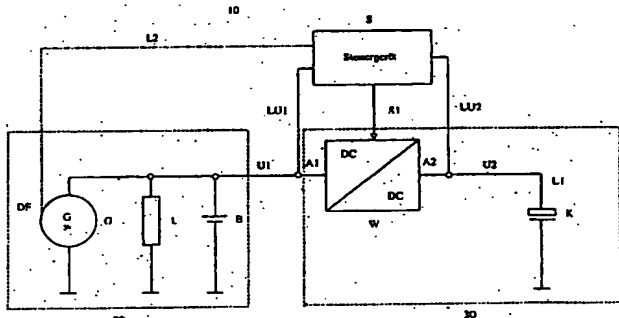 10
S
L2
Steuergerät
LU1
S1
LU2
U1
A1
DC
A2
U2
L1
DF
G
G
L
B
DC
K
W
30